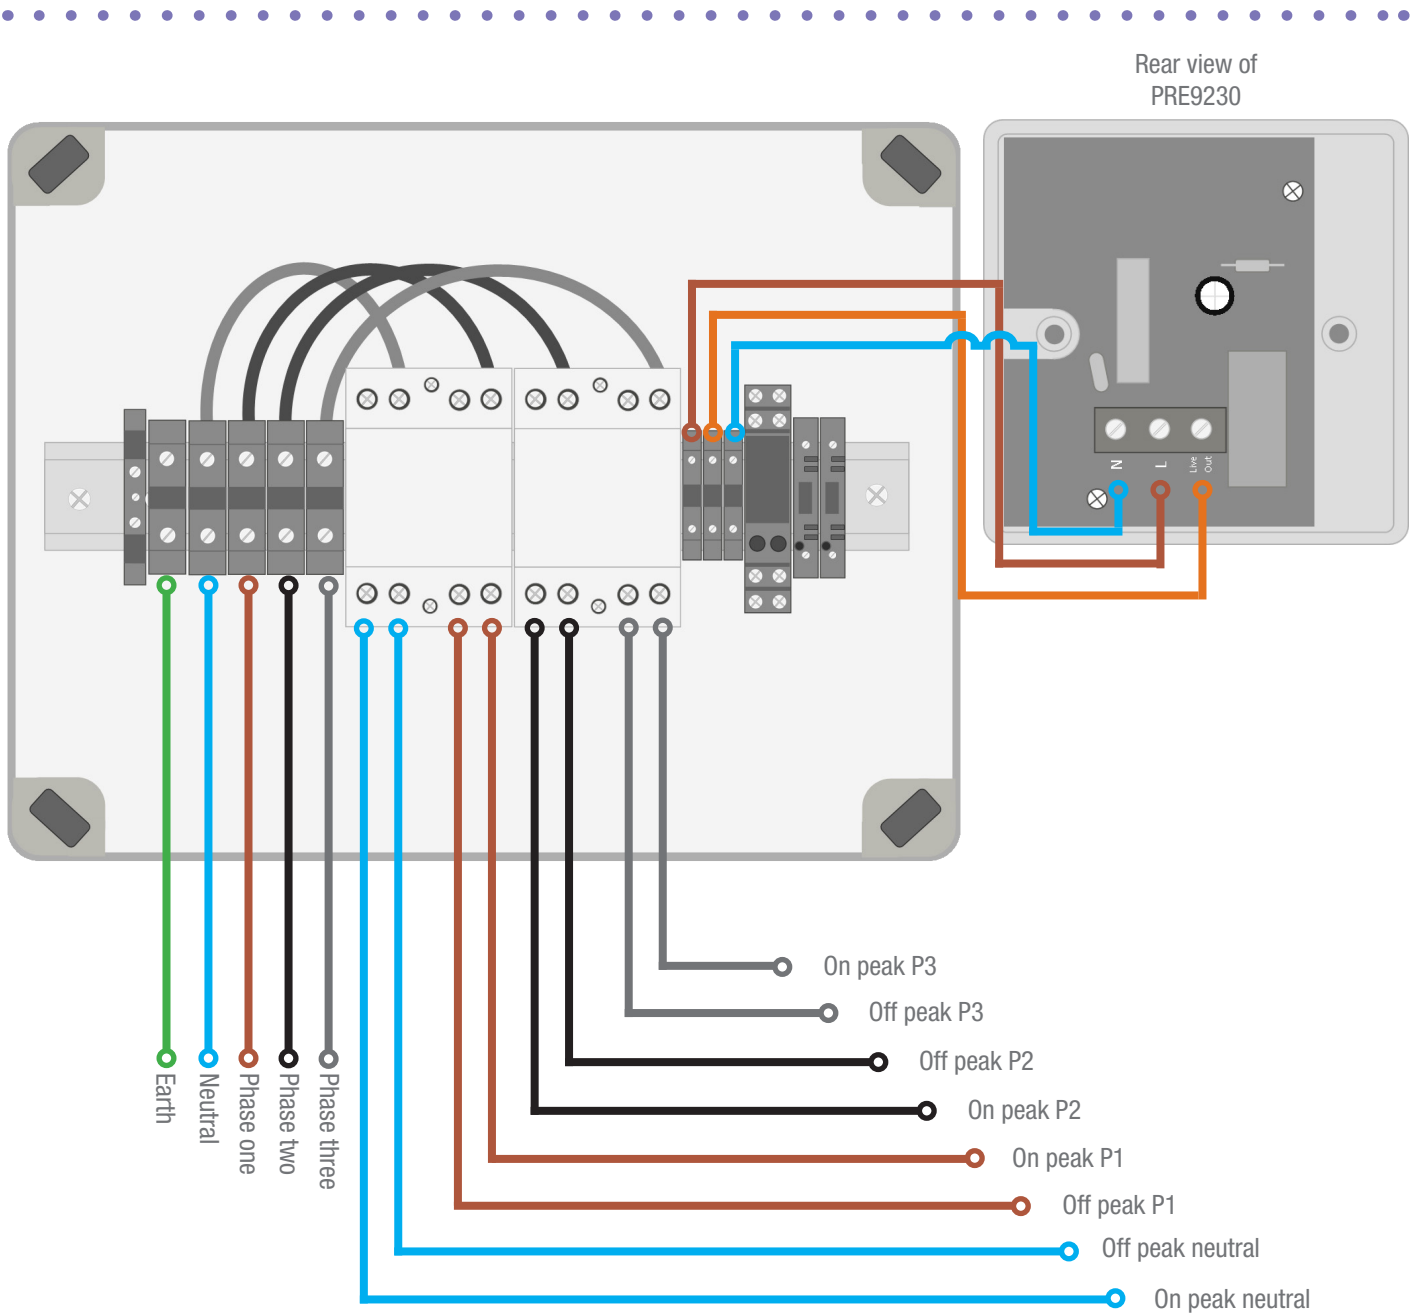 Rear view of
PRE9230
N
L
Live
Out
On peak P3
Off peak P3
Off peak P2
On peak P2
On peak P1
Off peak P1
Off peak neutral
On peak neutral
Earth
Neutral
Phase one
Phase two
Phase three